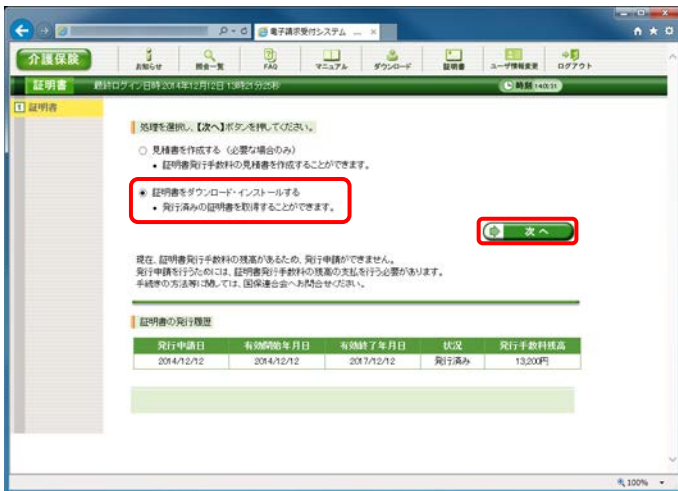 電子請求受付システム ...
介護保険
お知らせ
照会一覧
FAQ
マニュアル
ダウンロード
証明書
ユーザ情報変更
ログアウト
証明書
最終ログイン日時:2014年12月12日 13時21分25秒
時刻
1 証明書
処理を選択し、【次へ】ボタンを押してください。
見積書を作成する (必要な場合のみ)
• 証明書発行手数料の見積書を作成することができます。
証明書をダウンロード・インストールする
• 発行済みの証明書を取得することができます。
次 へ
現在、証明書発行手数料の残高があるため、発行申請ができません。
発行申請を行うためには、証明書発行手数料の残高の支払を行う必要があります。
手続きの方法等に関しては、国保連合会へお問合せください。
証明書の発行履歴
発行申請日 有効開始年月日 有効終了年月日 状況 発行手数料残高
2014/12/12 2014/12/12 2017/12/12 発行済み 13,200円
100%